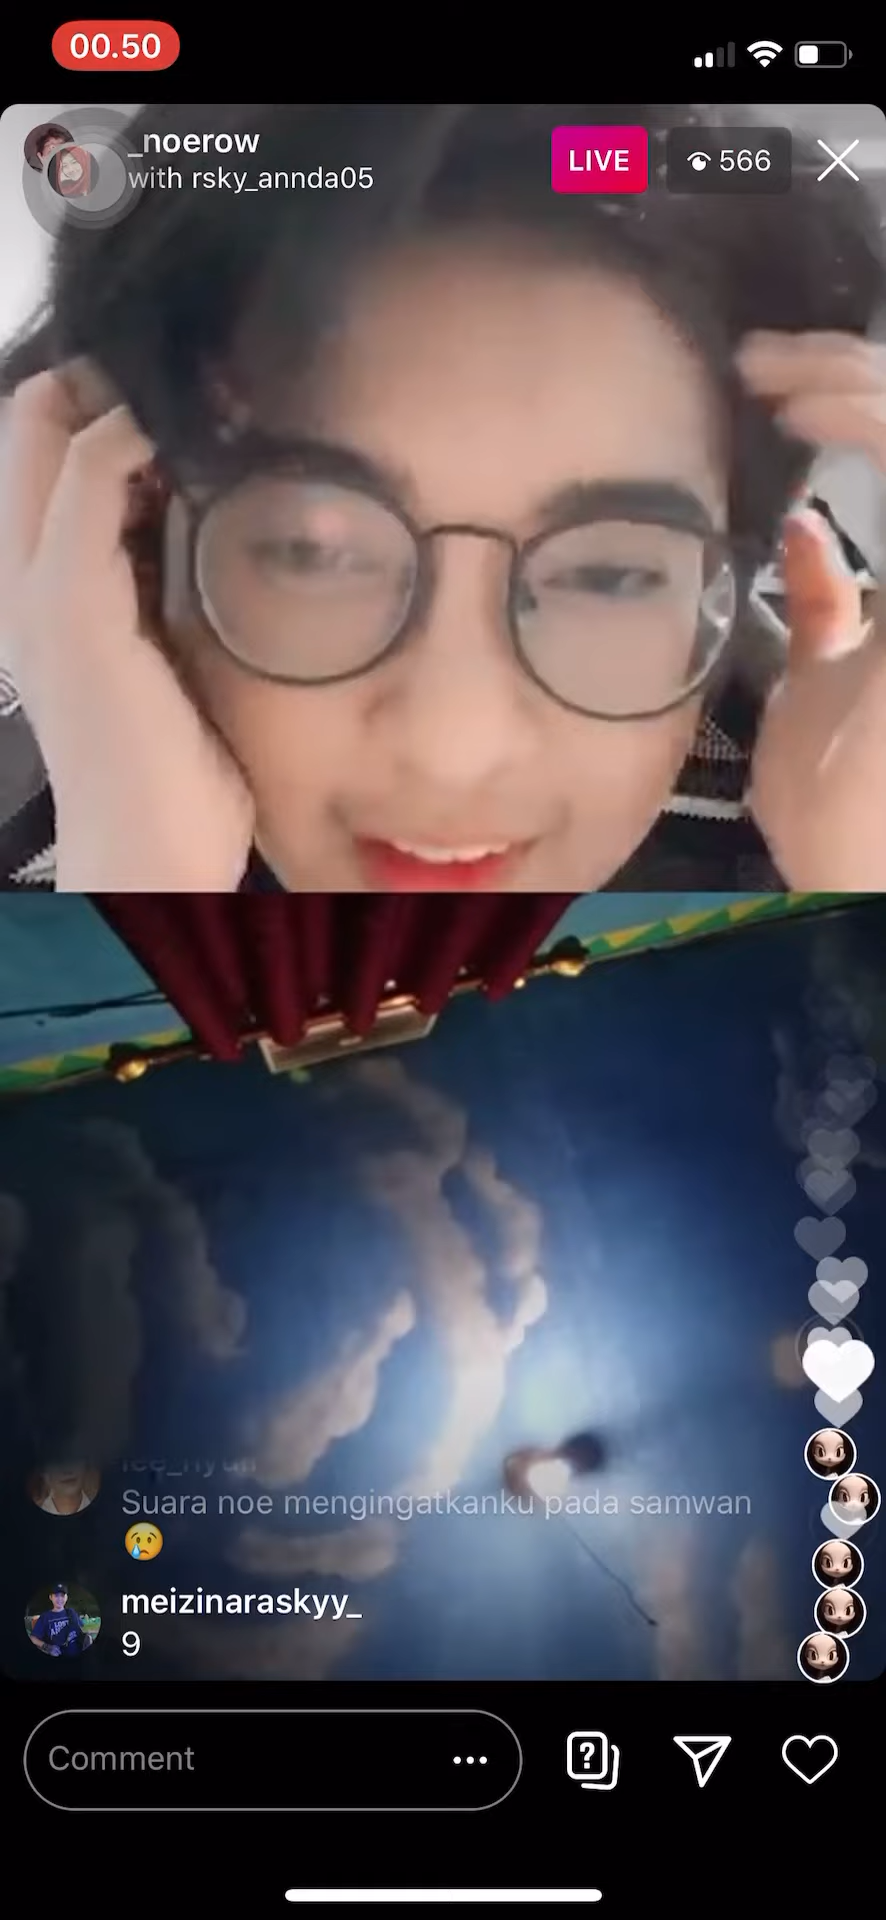 00.50
_noerow
with rsky_annda05
LIVE
566
Suara noe mengingatkanku pada samwan
😢
meizinaraskyy_
9
Comment